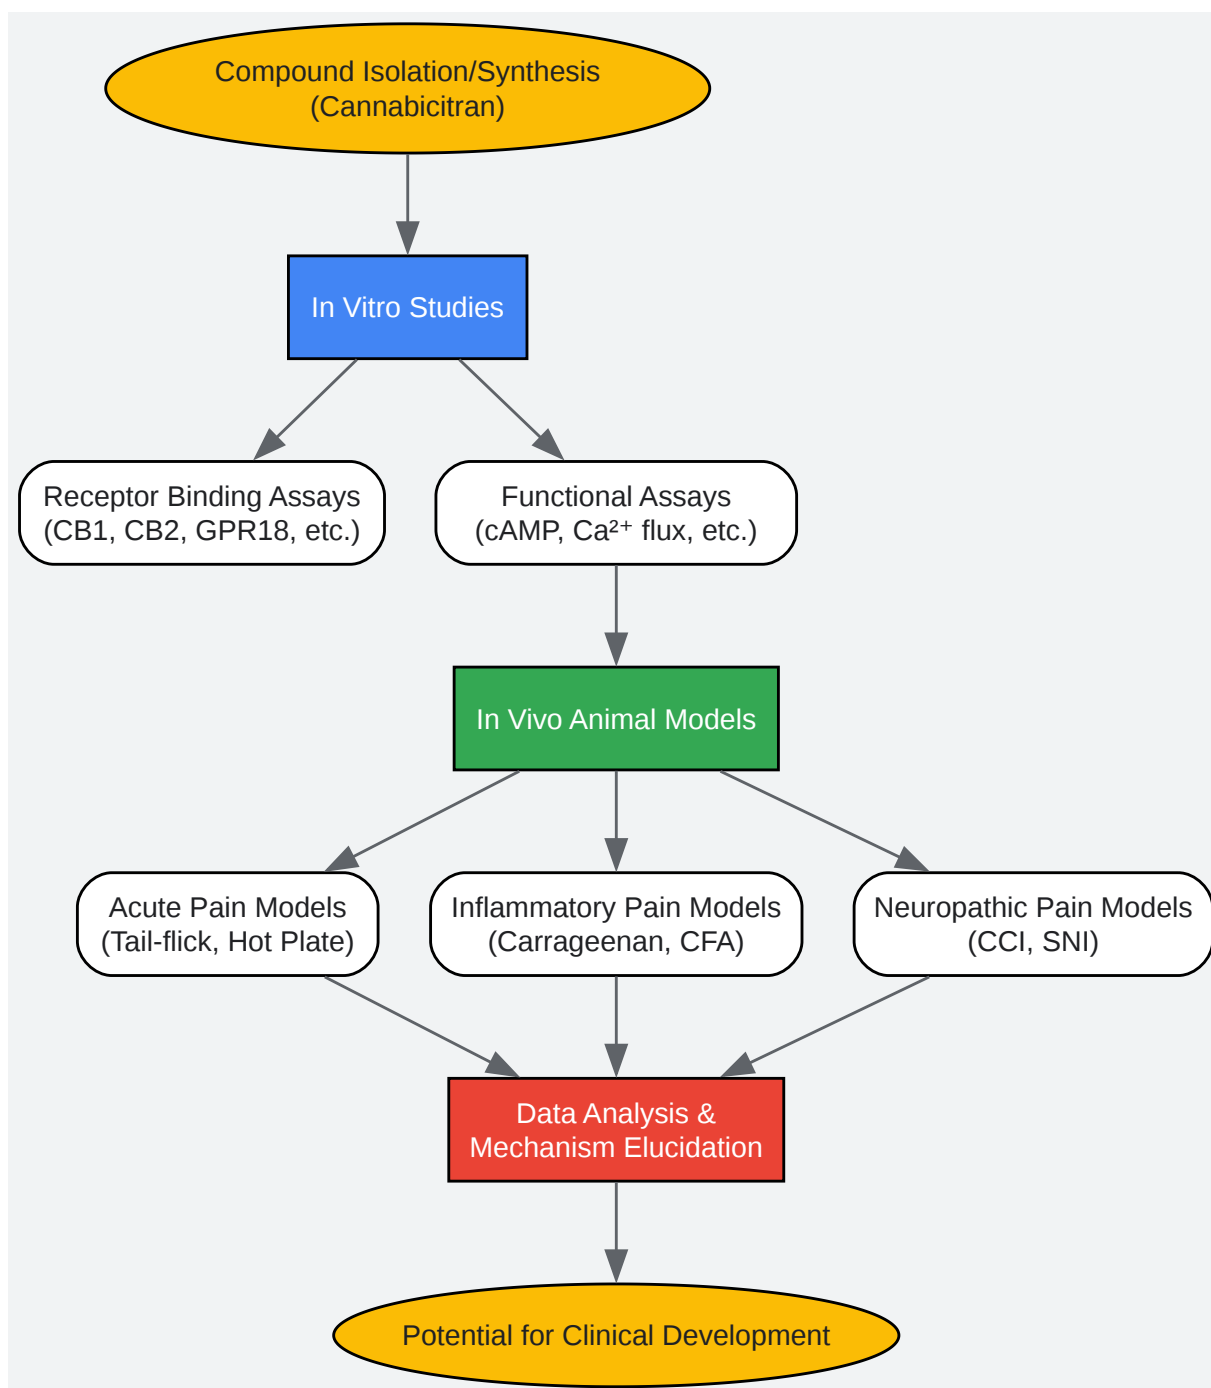 Compound Isolation/Synthesis
(Cannabicitran)
In Vitro Studies
Receptor Binding Assays
(CB1, CB2, GPR18, etc.)
Functional Assays
(cAMP, Ca²⁺ flux, etc.)
In Vivo Animal Models
Acute Pain Models
(Tail-flick, Hot Plate)
Inflammatory Pain Models
(Carrageenan, CFA)
Neuropathic Pain Models
(CCI, SNI)
Data Analysis &
Mechanism Elucidation
Potential for Clinical Development